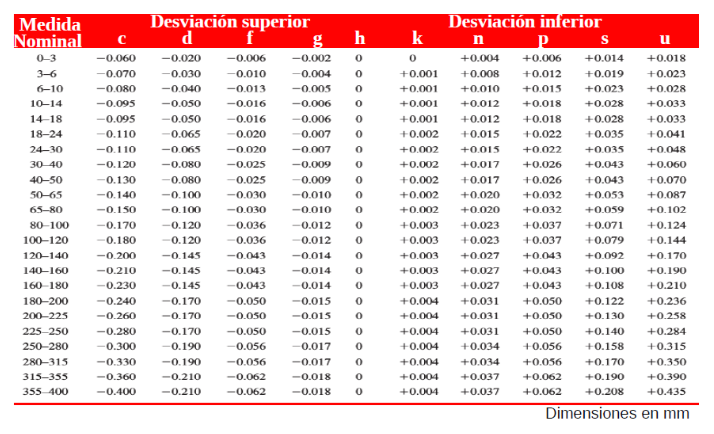 Medida Desviación superior Desviación inferior
Nominal c d f g h k n p s u
0–3 −0.060 −0.020 −0.006 −0.002 0 0 +0.004 +0.006 +0.014 +0.018
3–6 −0.070 −0.030 −0.010 −0.004 0 +0.001 +0.008 +0.012 +0.019 +0.023
6–10 −0.080 −0.040 −0.013 −0.005 0 +0.001 +0.010 +0.015 +0.023 +0.028
10–14 −0.095 −0.050 −0.016 −0.006 0 +0.001 +0.012 +0.018 +0.028 +0.033
14–18 −0.095 −0.050 −0.016 −0.006 0 +0.001 +0.012 +0.018 +0.028 +0.033
18–24 −0.110 −0.065 −0.020 −0.007 0 +0.002 +0.015 +0.022 +0.035 +0.041
24–30 −0.110 −0.065 −0.020 −0.007 0 +0.002 +0.015 +0.022 +0.035 +0.048
30–40 −0.120 −0.080 −0.025 −0.009 0 +0.002 +0.017 +0.026 +0.043 +0.060
40–50 −0.130 −0.080 −0.025 −0.009 0 +0.002 +0.017 +0.026 +0.043 +0.070
50–65 −0.140 −0.100 −0.030 −0.010 0 +0.002 +0.020 +0.032 +0.053 +0.087
65–80 −0.150 −0.100 −0.030 −0.010 0 +0.002 +0.020 +0.032 +0.059 +0.102
80–100 −0.170 −0.120 −0.036 −0.012 0 +0.003 +0.023 +0.037 +0.071 +0.124
100–120 −0.180 −0.120 −0.036 −0.012 0 +0.003 +0.023 +0.037 +0.079 +0.144
120–140 −0.200 −0.145 −0.043 −0.014 0 +0.003 +0.027 +0.043 +0.092 +0.170
140–160 −0.210 −0.145 −0.043 −0.014 0 +0.003 +0.027 +0.043 +0.100 +0.190
160–180 −0.230 −0.145 −0.043 −0.014 0 +0.003 +0.027 +0.043 +0.108 +0.210
180–200 −0.240 −0.170 −0.050 −0.015 0 +0.004 +0.031 +0.050 +0.122 +0.236
200–225 −0.260 −0.170 −0.050 −0.015 0 +0.004 +0.031 +0.050 +0.130 +0.258
225–250 −0.280 −0.170 −0.050 −0.015 0 +0.004 +0.031 +0.050 +0.140 +0.284
250–280 −0.300 −0.190 −0.056 −0.017 0 +0.004 +0.034 +0.056 +0.158 +0.315
280–315 −0.330 −0.190 −0.056 −0.017 0 +0.004 +0.034 +0.056 +0.170 +0.350
315–355 −0.360 −0.210 −0.062 −0.018 0 +0.004 +0.037 +0.062 +0.190 +0.390
355–400 −0.400 −0.210 −0.062 −0.018 0 +0.004 +0.037 +0.062 +0.208 +0.435
Dimensiones en mm